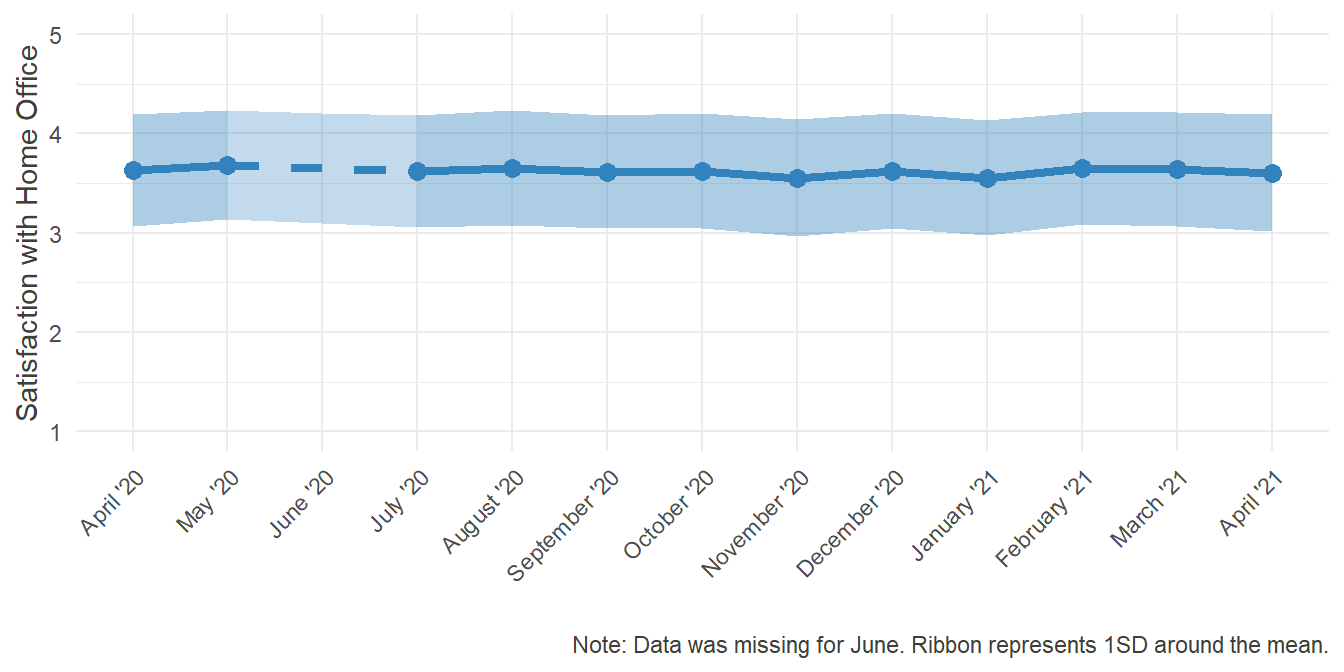 Satisfaction with Home Office
5
4
3
2
1
April '20
May '20
June '20
July '20
August '20
September '20
October '20
November '20
December '20
January '21
February '21
March '21
April '21
Note: Data was missing for June. Ribbon represents 1SD around the mean.